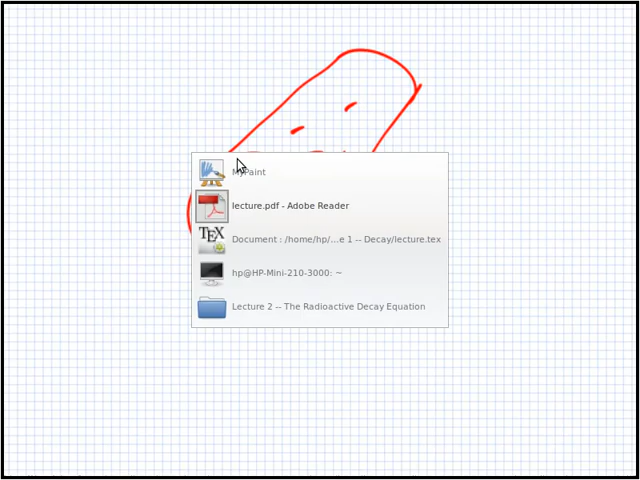 MyPaint
lecture.pdf - Adobe Reader
TEX
Document : /home/hp/...e 1 -- Decay/lecture.tex
hp@HP-Mini-210-3000: ~
Lecture 2 -- The Radioactive Decay Equation